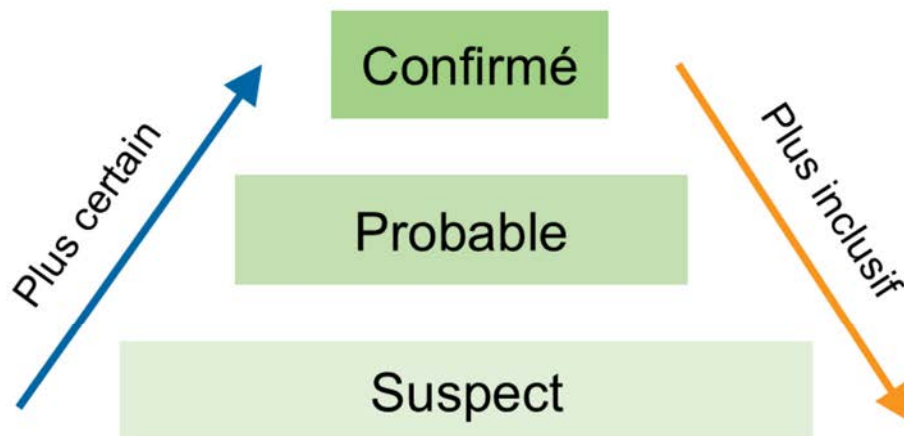 Confirmé
Plus certain
Plus inclusif
Probable
Suspect